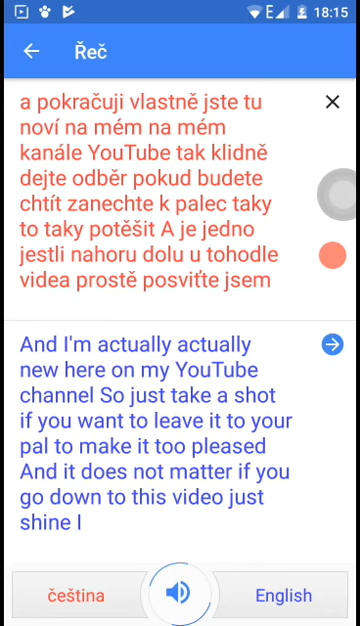 18:15
Řeč
a pokračuji vlastně jste tu
noví na mém na mém
kanále YouTube tak klidně
dejte odběr pokud budete
chtít zanechte k palec taky
to taky potěšit A je jedno
jestli nahoru dolu u tohodle
videa prostě posviťte jsem
And I'm actually actually
new here on my YouTube
channel So just take a shot
if you want to leave it to your
pal to make it too pleased
And it does not matter if you
go down to this video just
shine I
čeština
English